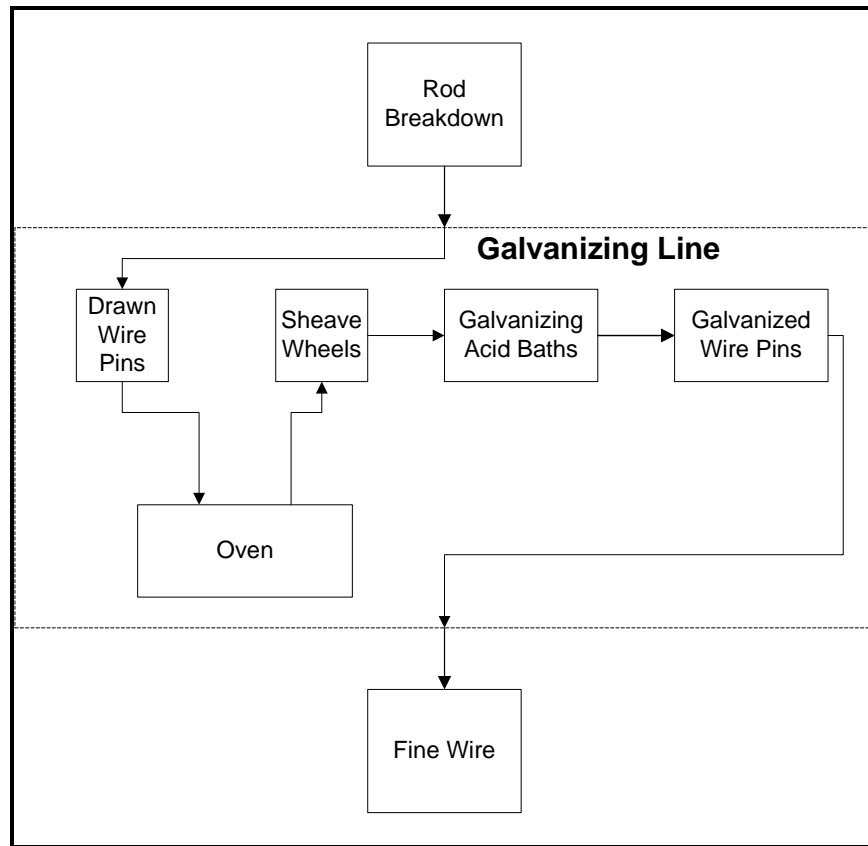 Rod
Breakdown
Galvanizing Line
Drawn
Wire
Pins
Sheave
Wheels
Galvanizing
Acid Baths
Galvanized
Wire Pins
Oven
Fine Wire